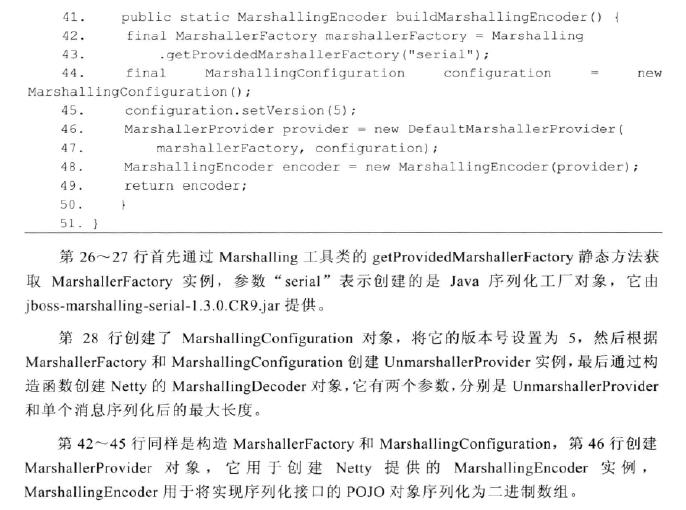 41. public static MarshallingEncoder buildMarshallingEncoder() {
42. final MarshallerFactory marshallerFactory = Marshalling
43. .getProvidedMarshallerFactory("serial");
44. final MarshallingConfiguration configuration = new
MarshallingConfiguration();
45. configuration.setVersion(5);
46. MarshallerProvider provider = new DefaultMarshallerProvider(
47. marshallerFactory, configuration);
48. MarshallingEncoder encoder = new MarshallingEncoder(provider);
49. return encoder;
50. }
51. }
第 26～27 行首先通过 Marshalling 工具类的 getProvidedMarshallerFactory 静态方法获
取 MarshallerFactory 实例，参数“serial”表示创建的是 Java 序列化工厂对象，它由
jboss-marshalling-serial-1.3.0.CR9.jar 提供。
第 28 行创建了 MarshallingConfiguration 对象，将它的版本号设置为 5，然后根据
MarshallerFactory 和 MarshallingConfiguration 创建 UnmarshallerProvider 实例，最后通过构
造函数创建 Netty 的 MarshallingDecoder 对象，它有两个参数，分别是 UnmarshallerProvider
和单个消息序列化后的最大长度。
第 42～45 行同样是构造 MarshallerFactory 和 MarshallingConfiguration，第 46 行创建
MarshallerProvider 对象，它用于创建 Netty 提供的 MarshallingEncoder 实例，
MarshallingEncoder 用于将实现序列化接口的 POJO 对象序列化为二进制数组。